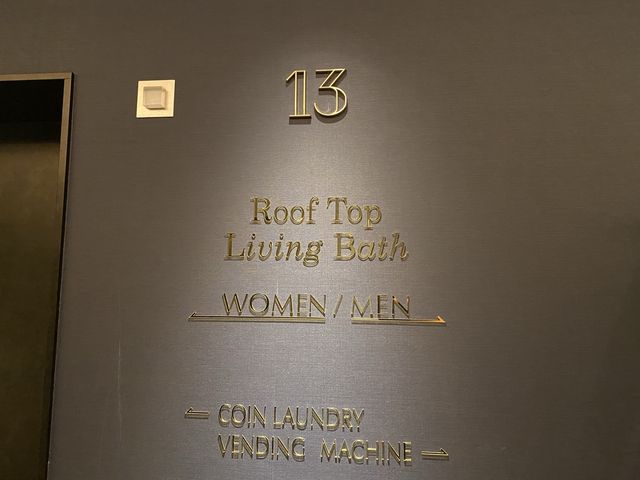 13
Roof Top
Living Bath
WOMEN / MEN
COIN LAUNDRY
VENDING MACHINE